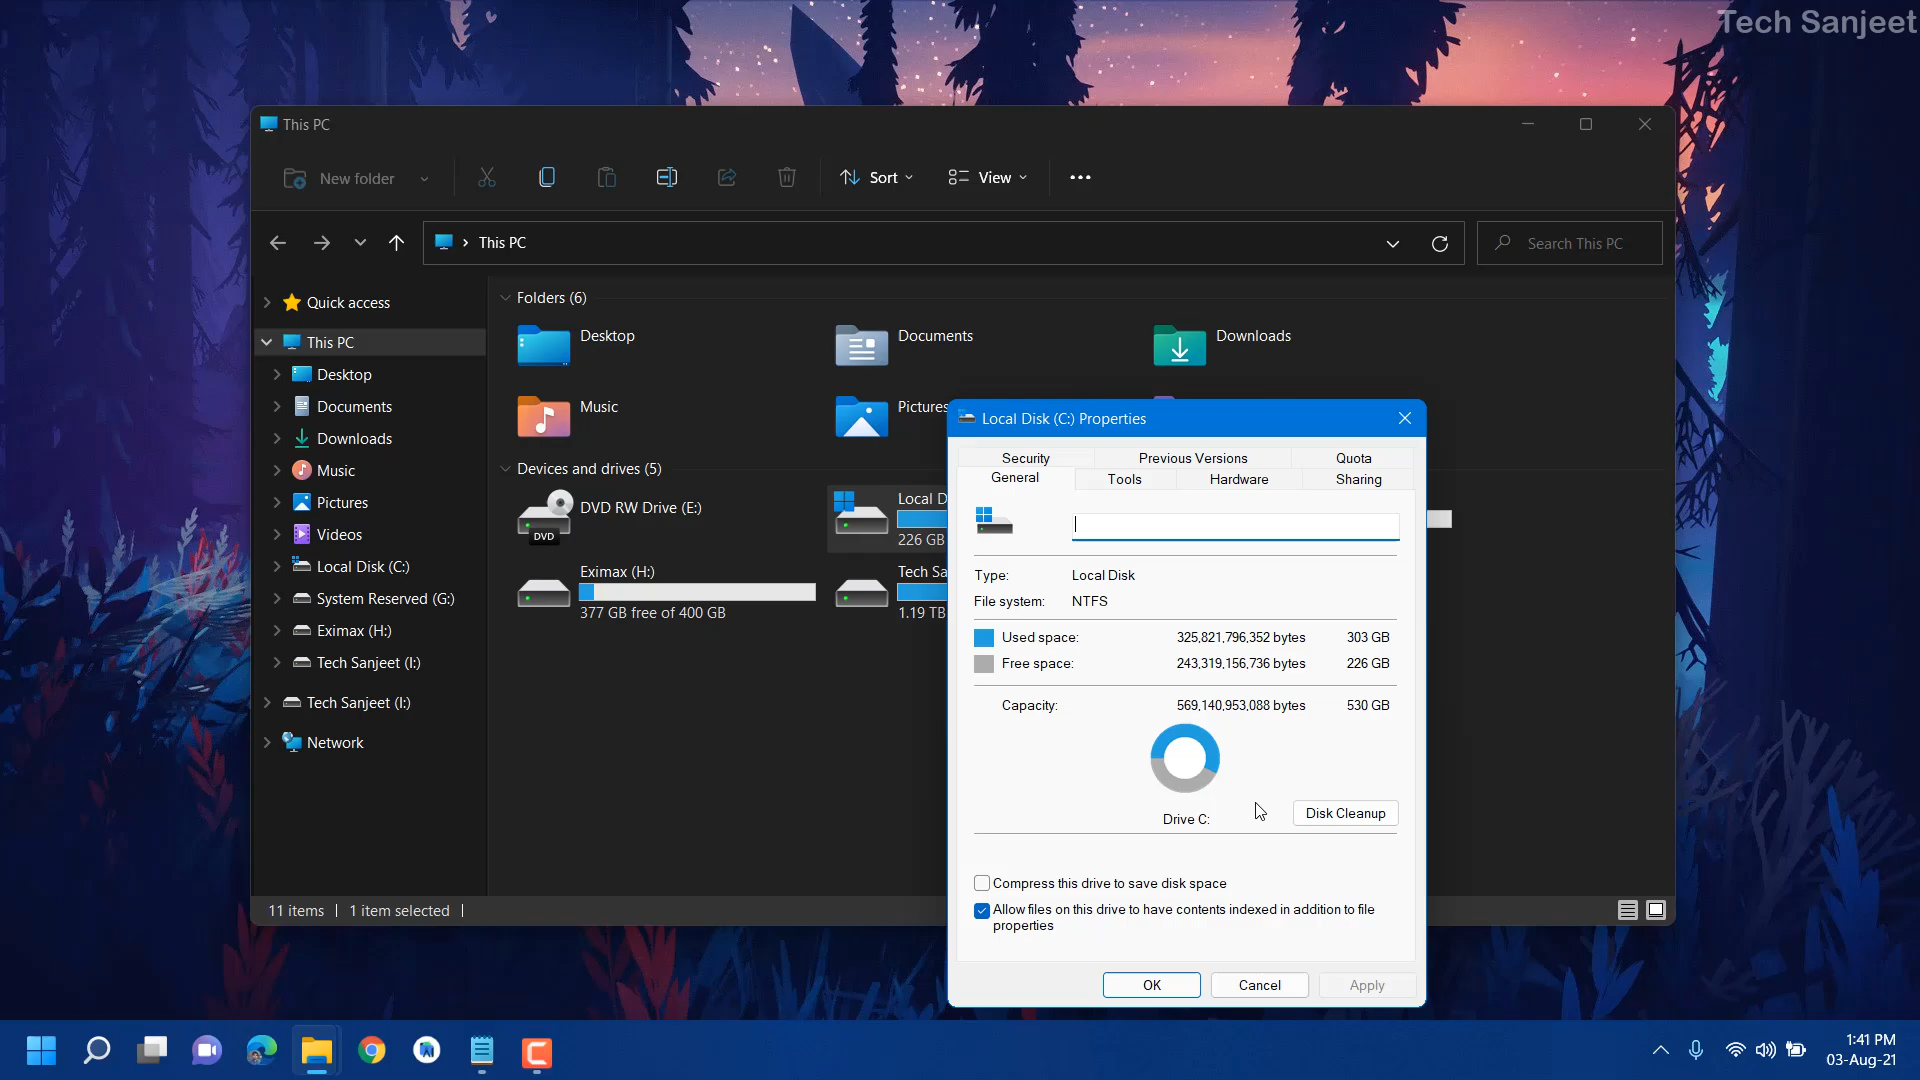 Tech Sanjeet
This PC
New folder
Sort
View
This PC
Search This PC
Quick access
This PC
Desktop
Documents
Downloads
Music
Pictures
Videos
Local Disk (C:)
System Reserved (G:)
Eximax (H:)
Tech Sanjeet (I:)
Tech Sanjeet (I:)
Network
Folders (6)
Desktop
Documents
Downloads
Music
Pictures
Devices and drives (5)
DVD RW Drive (E:)
DVD
Local D
226 GB
Eximax (H:)
377 GB free of 400 GB
Tech Sa
1.19 TB
11 items
1 item selected
Local Disk (C:) Properties
Security Previous Versions Quota
General Tools Hardware Sharing
Type: Local Disk
File system: NTFS
Used space: 325,821,796,352 bytes 303 GB
Free space: 243,319,156,736 bytes 226 GB
Capacity: 569,140,953,088 bytes 530 GB
Drive C:
Disk Cleanup
Compress this drive to save disk space
Allow files on this drive to have contents indexed in addition to file
properties
OK Cancel Apply
1:41 PM
03-Aug-21